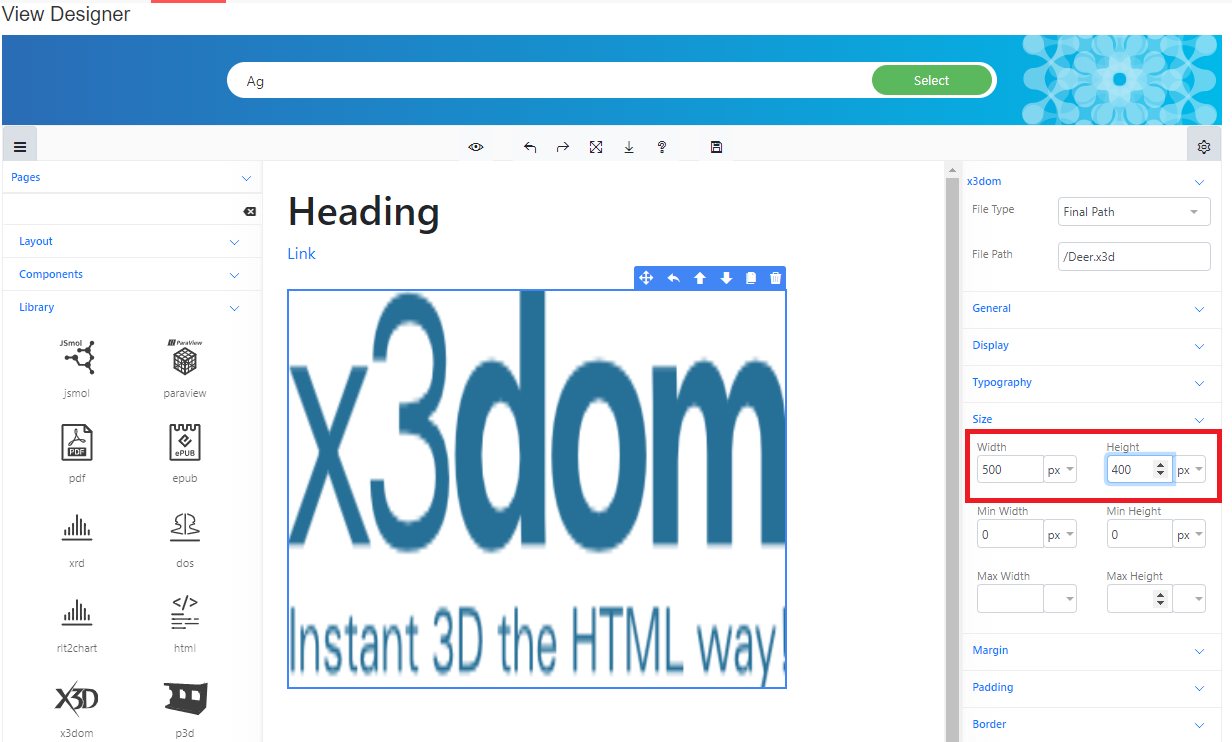 View Designer
Ag
Select
Pages
Layout
Components
Library
JSmol
ParaView
jsmol
paraview
PDF
ePUB
pdf
epub
xrd
dos
rlt2chart
html
X3D
x3dom
p3d
Heading
Link
x3dom
Instant 3D the HTML way!
x3dom
File Type
Final Path
File Path
/Deer.x3d
General
Display
Typography
Size
Width
Height
500
px
400
px
Min Width
Min Height
0
px
0
px
Max Width
Max Height
Margin
Padding
Border